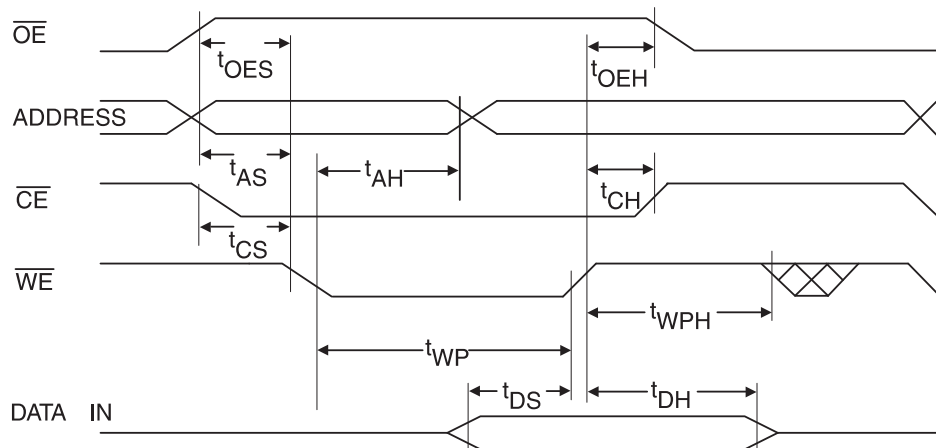 OE
tOES
tOEH
ADDRESS
tAS
tAH
tCH
CE
tCS
WE
tWPH
tWP
tDS
tDH
DATA IN